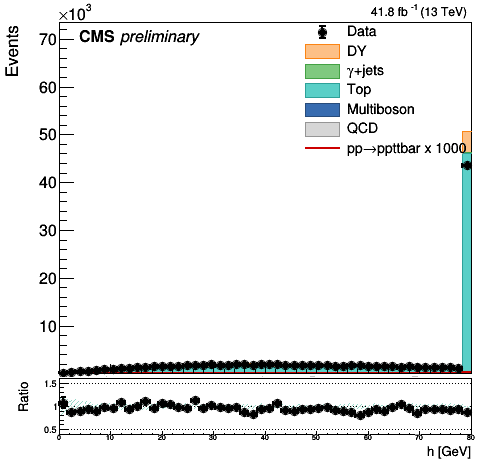 ×10³
41.8 fb⁻¹ (13 TeV)
Events
CMS preliminary
Data
DY
γ+jets
Top
Multiboson
QCD
pp→ppttbar x 1000
70
60
50
40
30
20
10
Ratio
1.5
1
0.5
0 10 20 30 40 50 60 70 80
h [GeV]